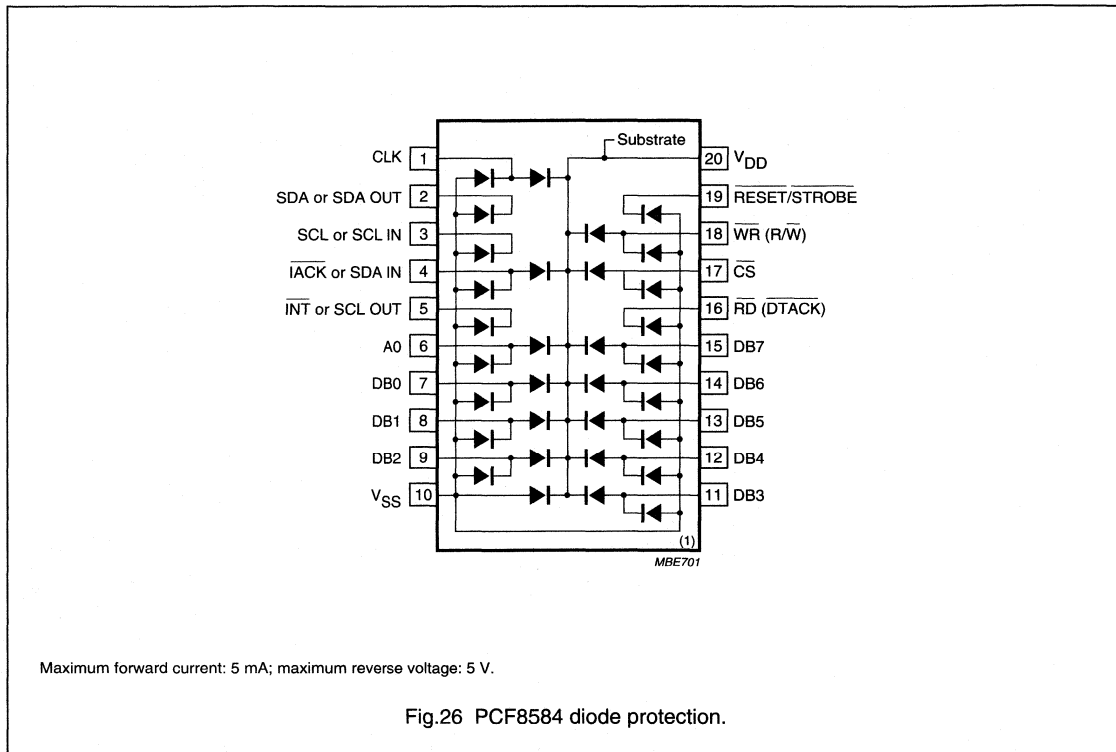 Substrate
CLK 1
20 VDD
SDA or SDA OUT 2
19 RESET/STROBE
SCL or SCL IN 3
18 WR (R/W)
IACK or SDA IN 4
17 CS
INT or SCL OUT 5
16 RD (DTACK)
A0 6
15 DB7
DB0 7
14 DB6
DB1 8
13 DB5
DB2 9
12 DB4
VSS 10
11 DB3
(1)
MBE701
Maximum forward current: 5 mA; maximum reverse voltage: 5 V.
Fig.26 PCF8584 diode protection.